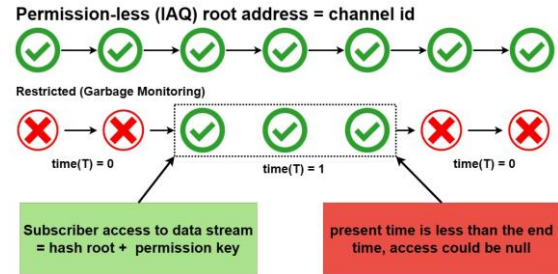 Permission-less (IAQ) root address = channel id
Restricted (Garbage Monitoring)
time(T) = 0
time(T) = 1
time(T) = 0
Subscriber access to data stream
= hash root + permission key
present time is less than the end
time, access could be null